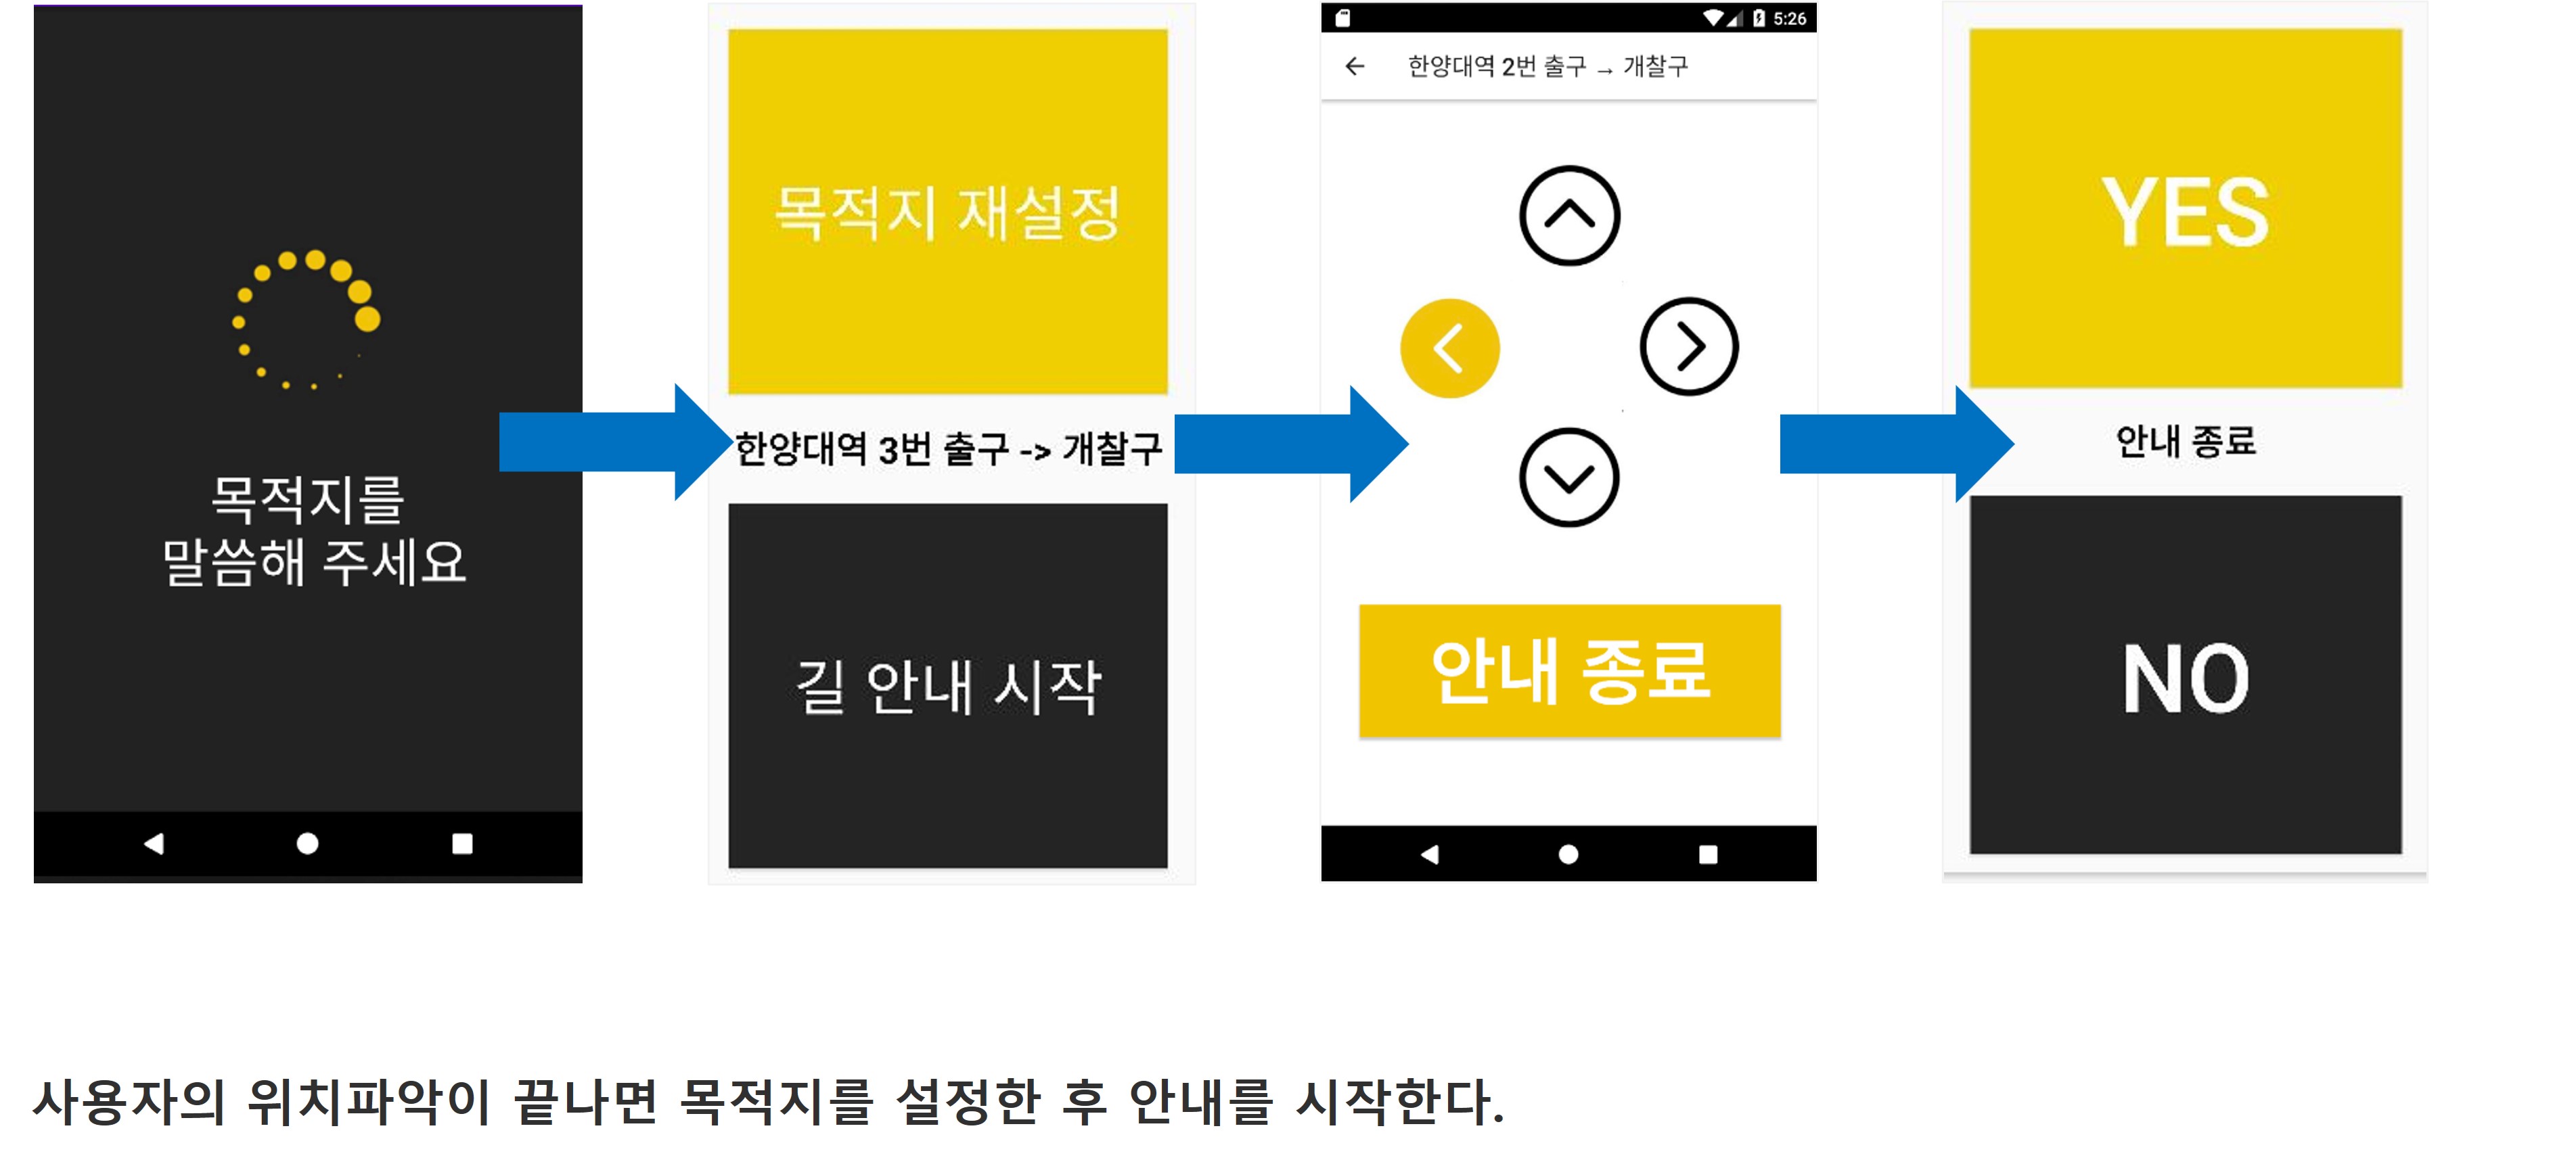 목적지를
말씀해 주세요
목적지 재설정
한양대역 3번 출구 -> 개찰구
길 안내 시작
5:26
한양대역 2번 출구 → 개찰구
안내 종료
YES
안내 종료
NO
사용자의 위치파악이 끝나면 목적지를 설정한 후 안내를 시작한다.